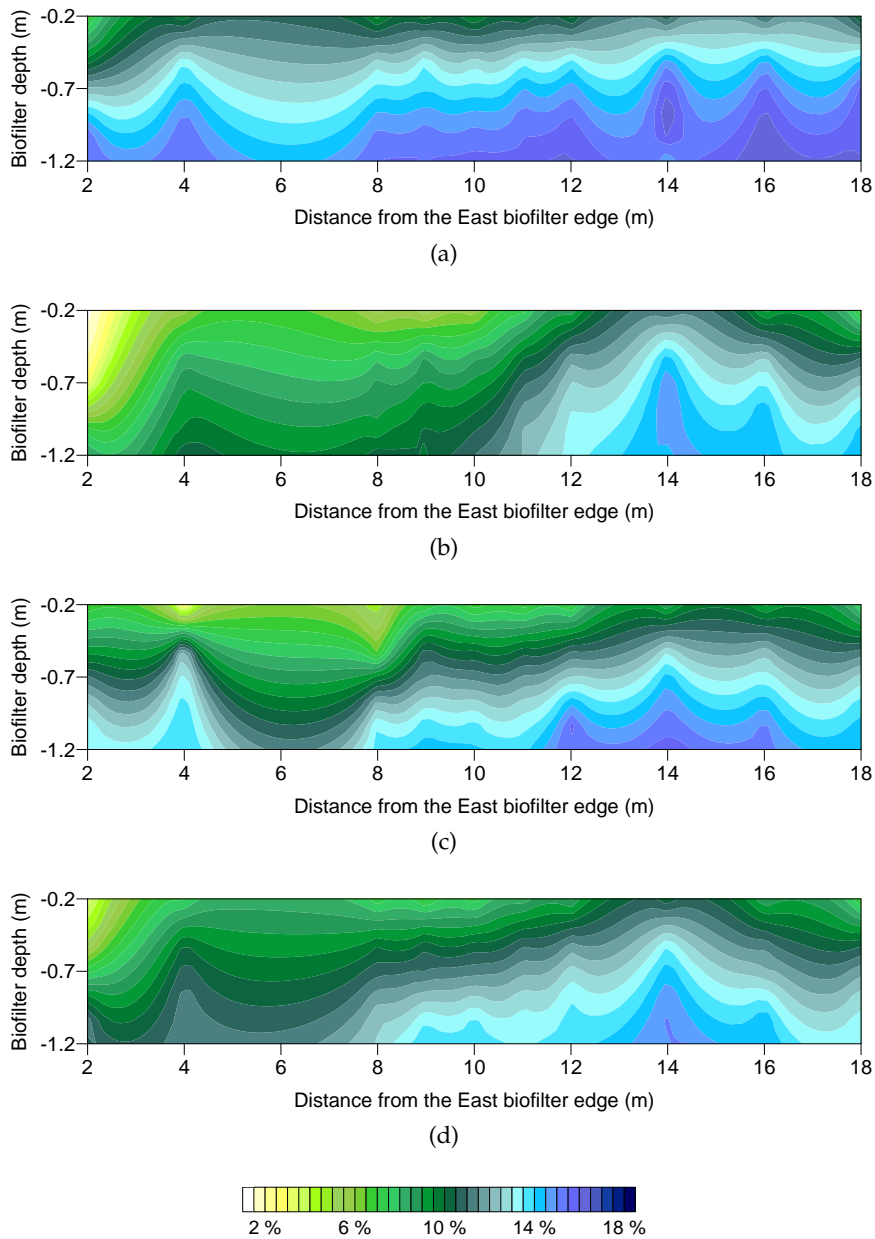 Biofilter depth (m)
-0.2
-0.7
-1.2
2 4 6 8 10 12 14 16 18
Distance from the East biofilter edge (m)
(a)
Biofilter depth (m)
-0.2
-0.7
-1.2
2 4 6 8 10 12 14 16 18
Distance from the East biofilter edge (m)
(b)
Biofilter depth (m)
-0.2
-0.7
-1.2
2 4 6 8 10 12 14 16 18
Distance from the East biofilter edge (m)
(c)
Biofilter depth (m)
-0.2
-0.7
-1.2
2 4 6 8 10 12 14 16 18
Distance from the East biofilter edge (m)
(d)
2 % 6 % 10 % 14 % 18 %